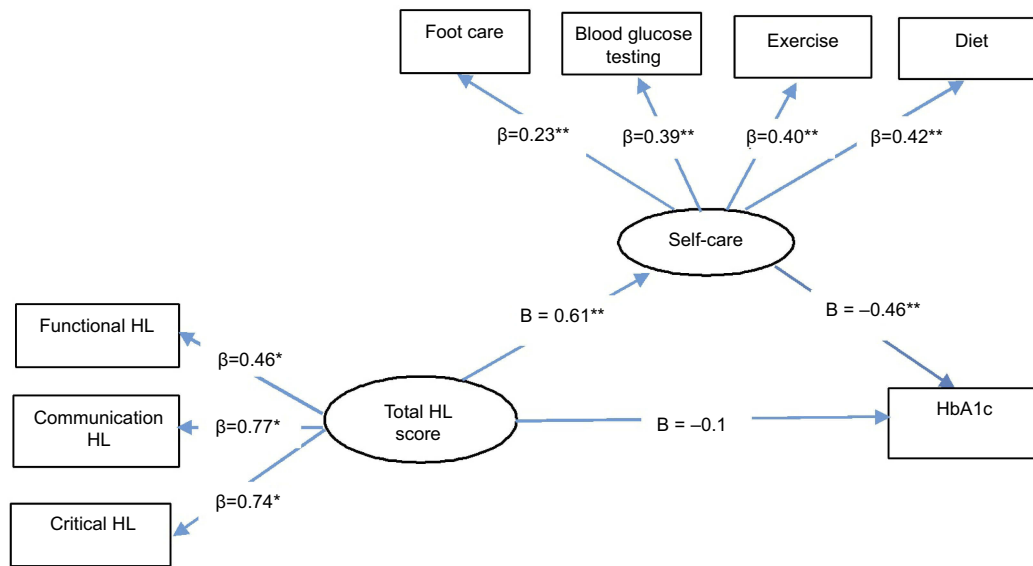 Foot care
Blood glucose
testing
Exercise
Diet
β=0.23**
β=0.39**
β=0.40**
β=0.42**
Self-care
B = 0.61**
B = –0.46**
Functional HL
β=0.46*
Communication
HL
β=0.77*
Total HL
score
B = –0.1
HbA1c
β=0.74*
Critical HL